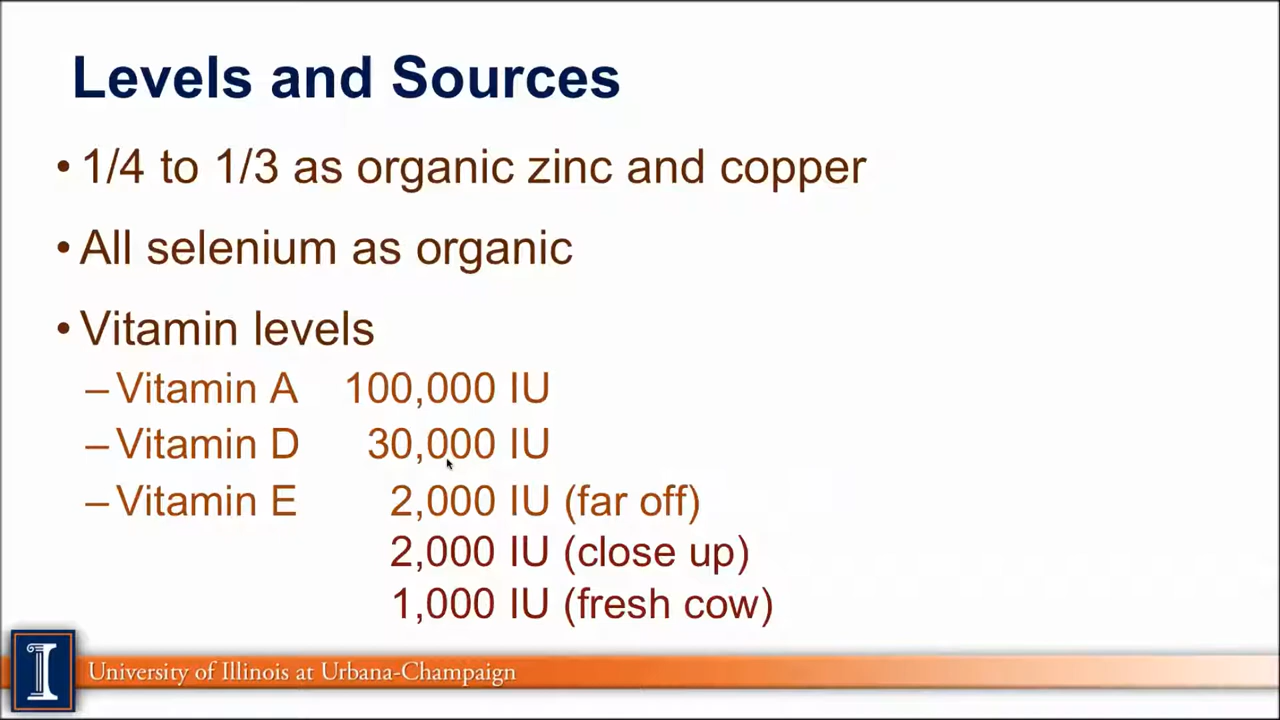 Levels and Sources
• 1/4 to 1/3 as organic zinc and copper
• All selenium as organic
• Vitamin levels
– Vitamin A 100,000 IU
– Vitamin D 30,000 IU
– Vitamin E 2,000 IU (far off)
2,000 IU (close up)
1,000 IU (fresh cow)
University of Illinois at Urbana-Champaign